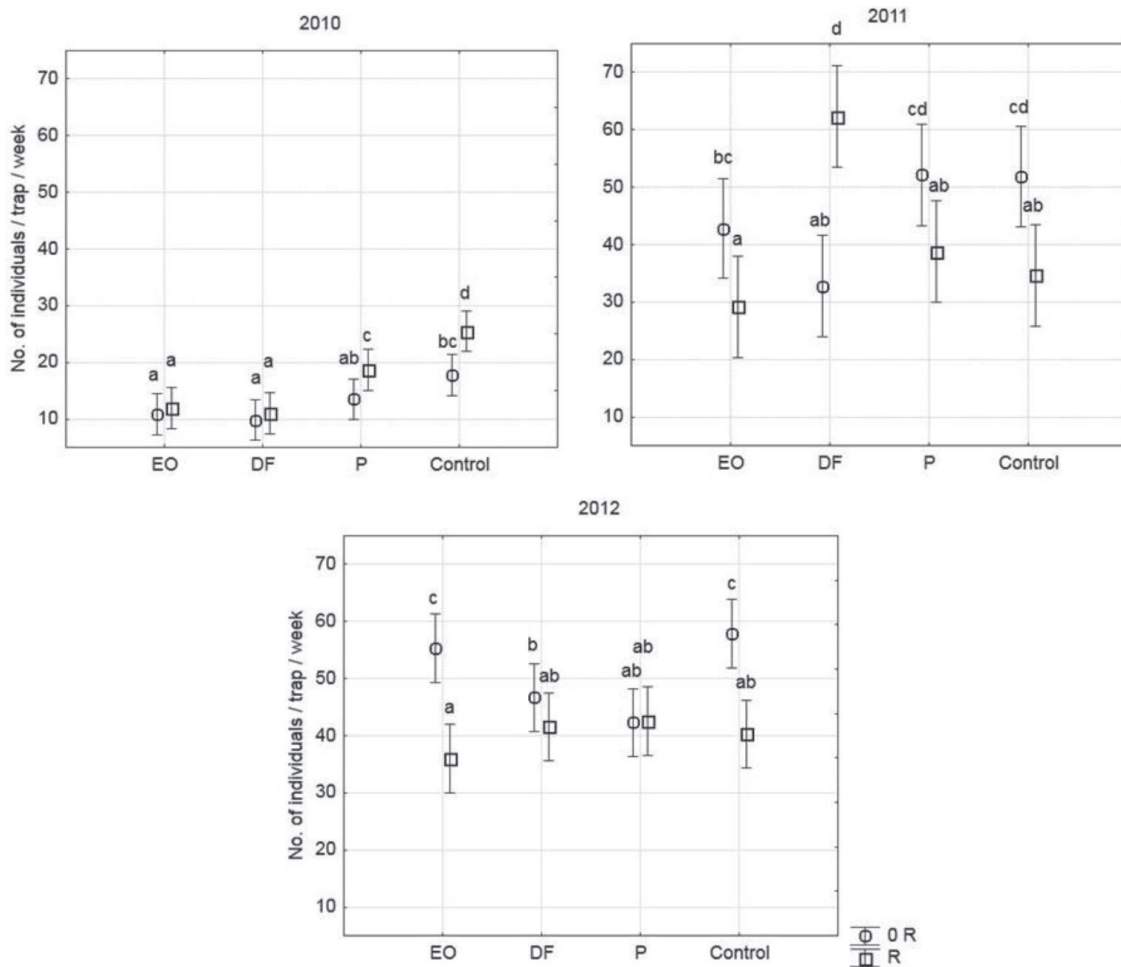 2010
No. of individuals / trap / week
70
60
50
40
30
20
10
a a a a ab c bc d
EO DF P Control
2011
70
60
50
40
30
20
10
bc a ab d cd ab cd ab
EO DF P Control
2012
No. of individuals / trap / week
70
60
50
40
30
20
10
c a b ab ab ab c ab
EO DF P Control
0 R
R